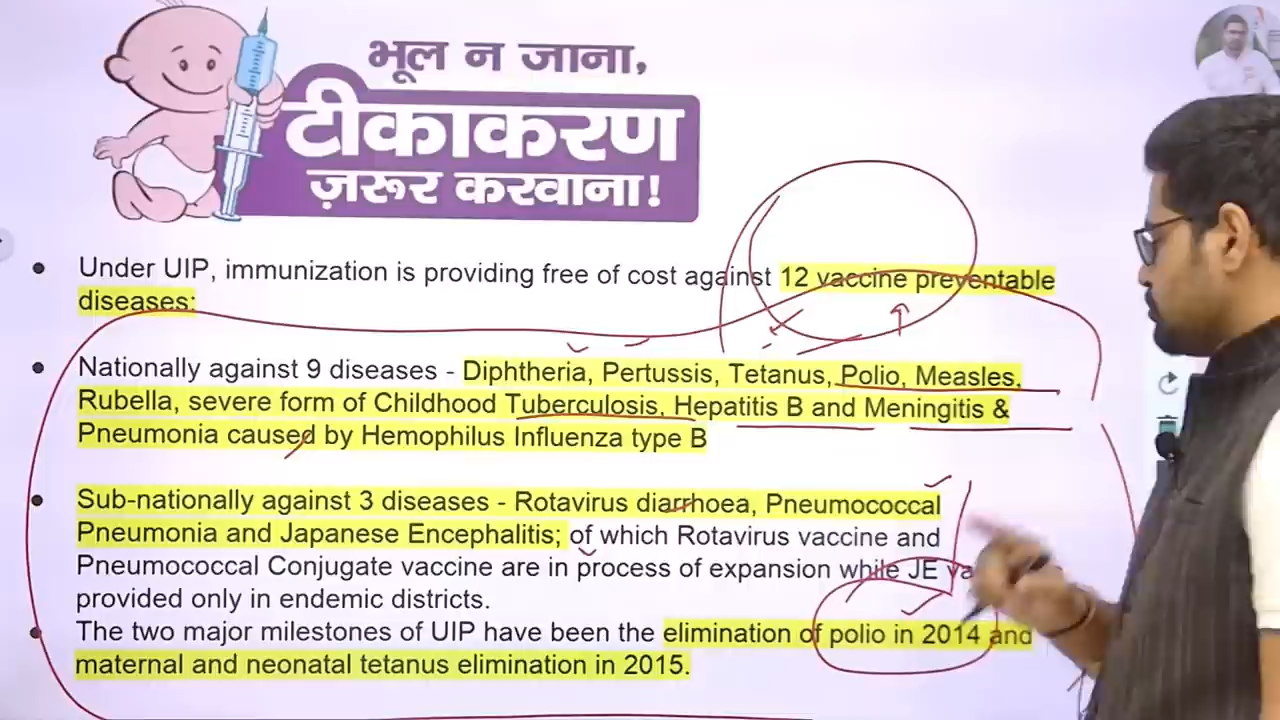 भूल न जाना,
टीकाकरण
ज़रूर करवाना!
Under UIP, immunization is providing free of cost against 12 vaccine preventable
diseases:
Nationally against 9 diseases - Diphtheria, Pertussis, Tetanus, Polio, Measles,
Rubella, severe form of Childhood Tuberculosis, Hepatitis B and Meningitis &
Pneumonia caused by Hemophilus Influenza type B
Sub-nationally against 3 diseases - Rotavirus diarrhoea, Pneumococcal
Pneumonia and Japanese Encephalitis; of which Rotavirus vaccine and
Pneumococcal Conjugate vaccine are in process of expansion while JE
provided only in endemic districts.
The two major milestones of UIP have been the elimination of polio in 2014 and
maternal and neonatal tetanus elimination in 2015.